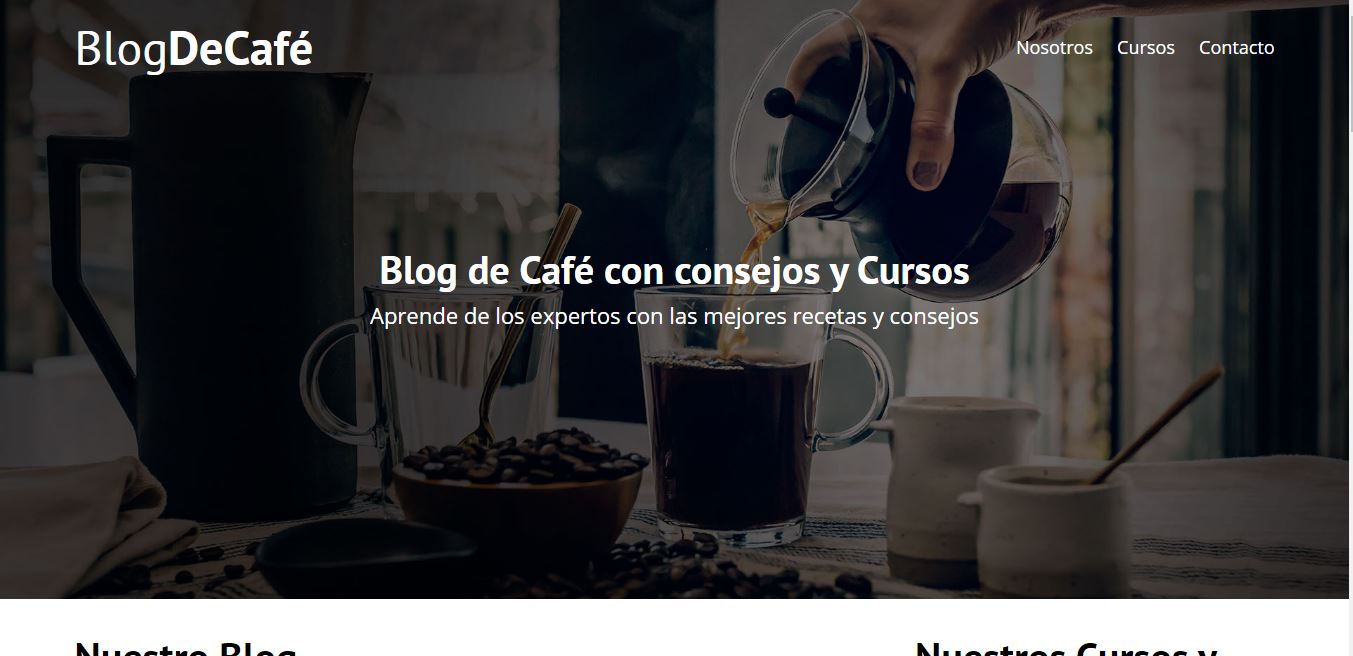 BlogDeCafé
Nosotros Cursos Contacto
Blog de Café con consejos y Cursos
Aprende de los expertos con las mejores recetas y consejos
Nuestro Blog
Nuestros Cursos y